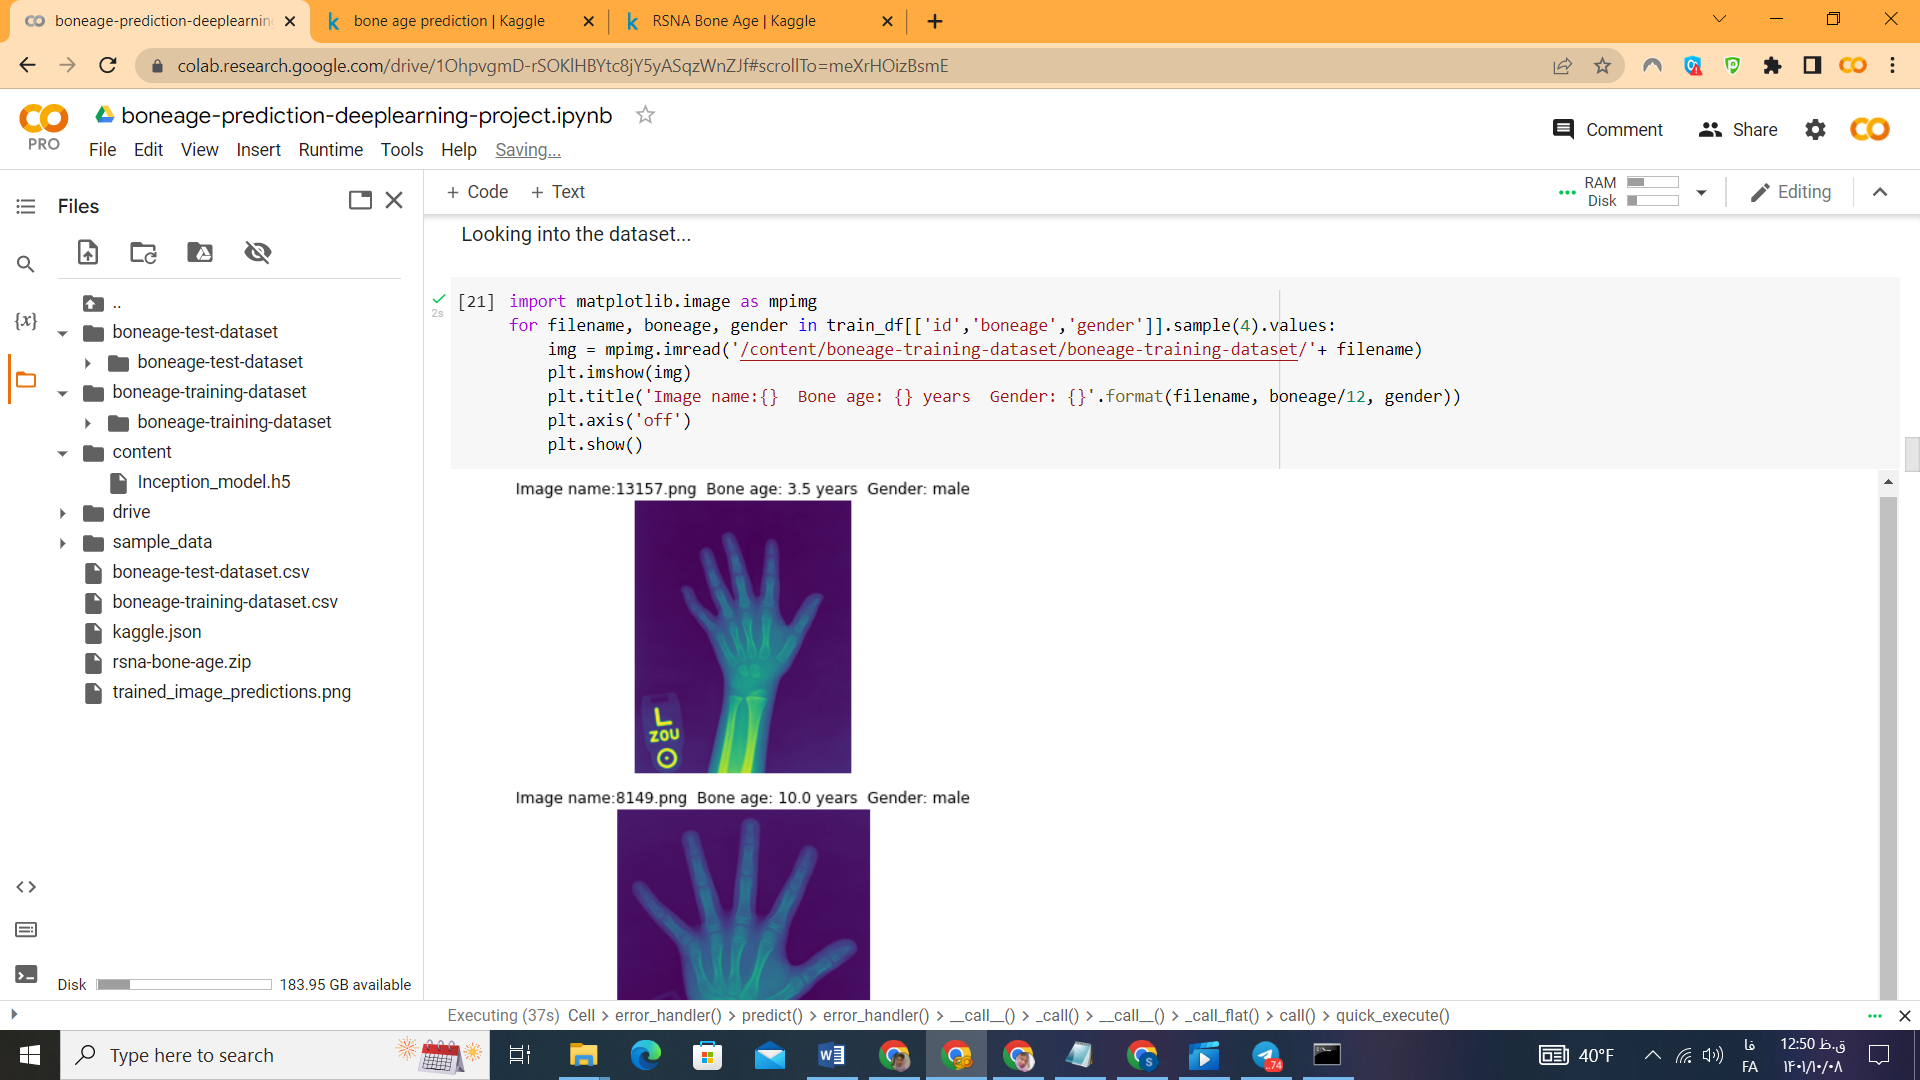 boneage-prediction-deeplearnin
bone age prediction | Kaggle
RSNA Bone Age | Kaggle
colab.research.google.com/drive/1OhpvgmD-rSOKlHBYtc8jY5yASqzWnZJf#scrollTo=meXrHOizBsmE
PRO
boneage-prediction-deeplearning-project.ipynb
Comment
Share
File Edit View Insert Runtime Tools Help Saving...
Files
+ Code + Text
RAM
Disk
Editing
Looking into the dataset...
..
boneage-test-dataset
boneage-test-dataset
boneage-training-dataset
boneage-training-dataset
content
Inception_model.h5
drive
sample_data
boneage-test-dataset.csv
boneage-training-dataset.csv
kaggle.json
rsna-bone-age.zip
trained_image_predictions.png
{x}
2s
[21] import matplotlib.image as mpimg
for filename, boneage, gender in train_df[['id','boneage','gender']].sample(4).values:
img = mpimg.imread('/content/boneage-training-dataset/boneage-training-dataset/'+ filename)
plt.imshow(img)
plt.title('Image name:{}  Bone age: {} years  Gender: {}'.format(filename, boneage/12, gender))
plt.axis('off')
plt.show()
Image name:13157.png Bone age: 3.5 years Gender: male
L
ZOU
Image name:8149.png Bone age: 10.0 years Gender: male
Disk 183.95 GB available
Executing (37s) Cell > error_handler() > predict() > error_handler() > __call__() > _call() > __call__() > _call_flat() > call() > quick_execute()
Type here to search
74
40°F
فا
FA
12:50 ق.ظ
۱۴۰۱/۱۰/۰۸